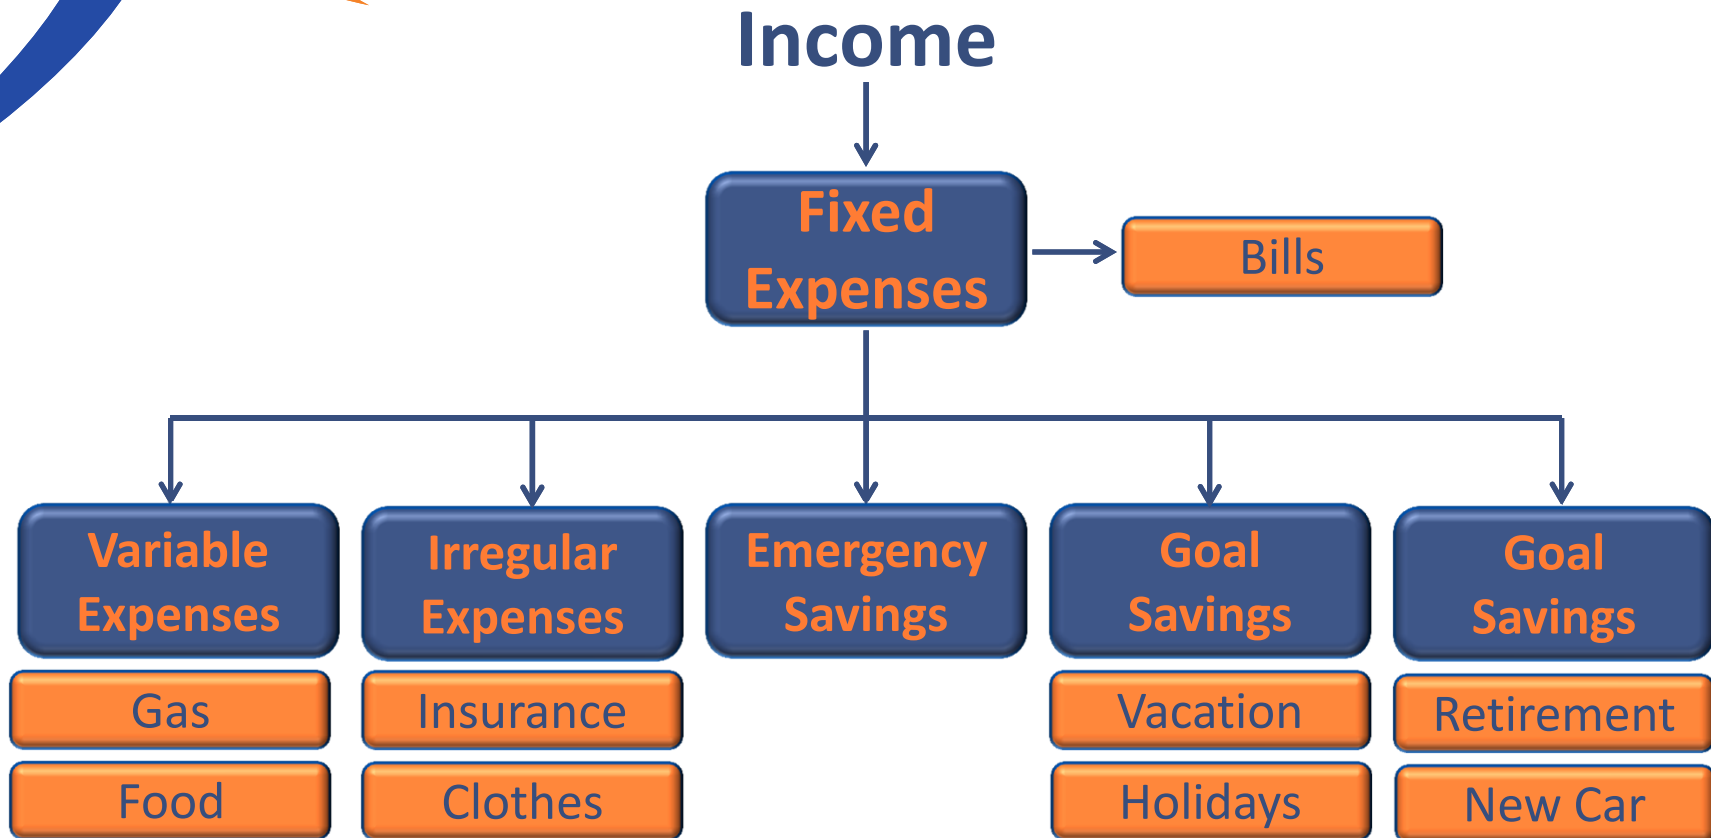 Income
Fixed
Expenses
Bills
Variable
Expenses
Irregular
Expenses
Emergency
Savings
Goal
Savings
Goal
Savings
Gas
Insurance
Vacation
Retirement
Food
Clothes
Holidays
New Car